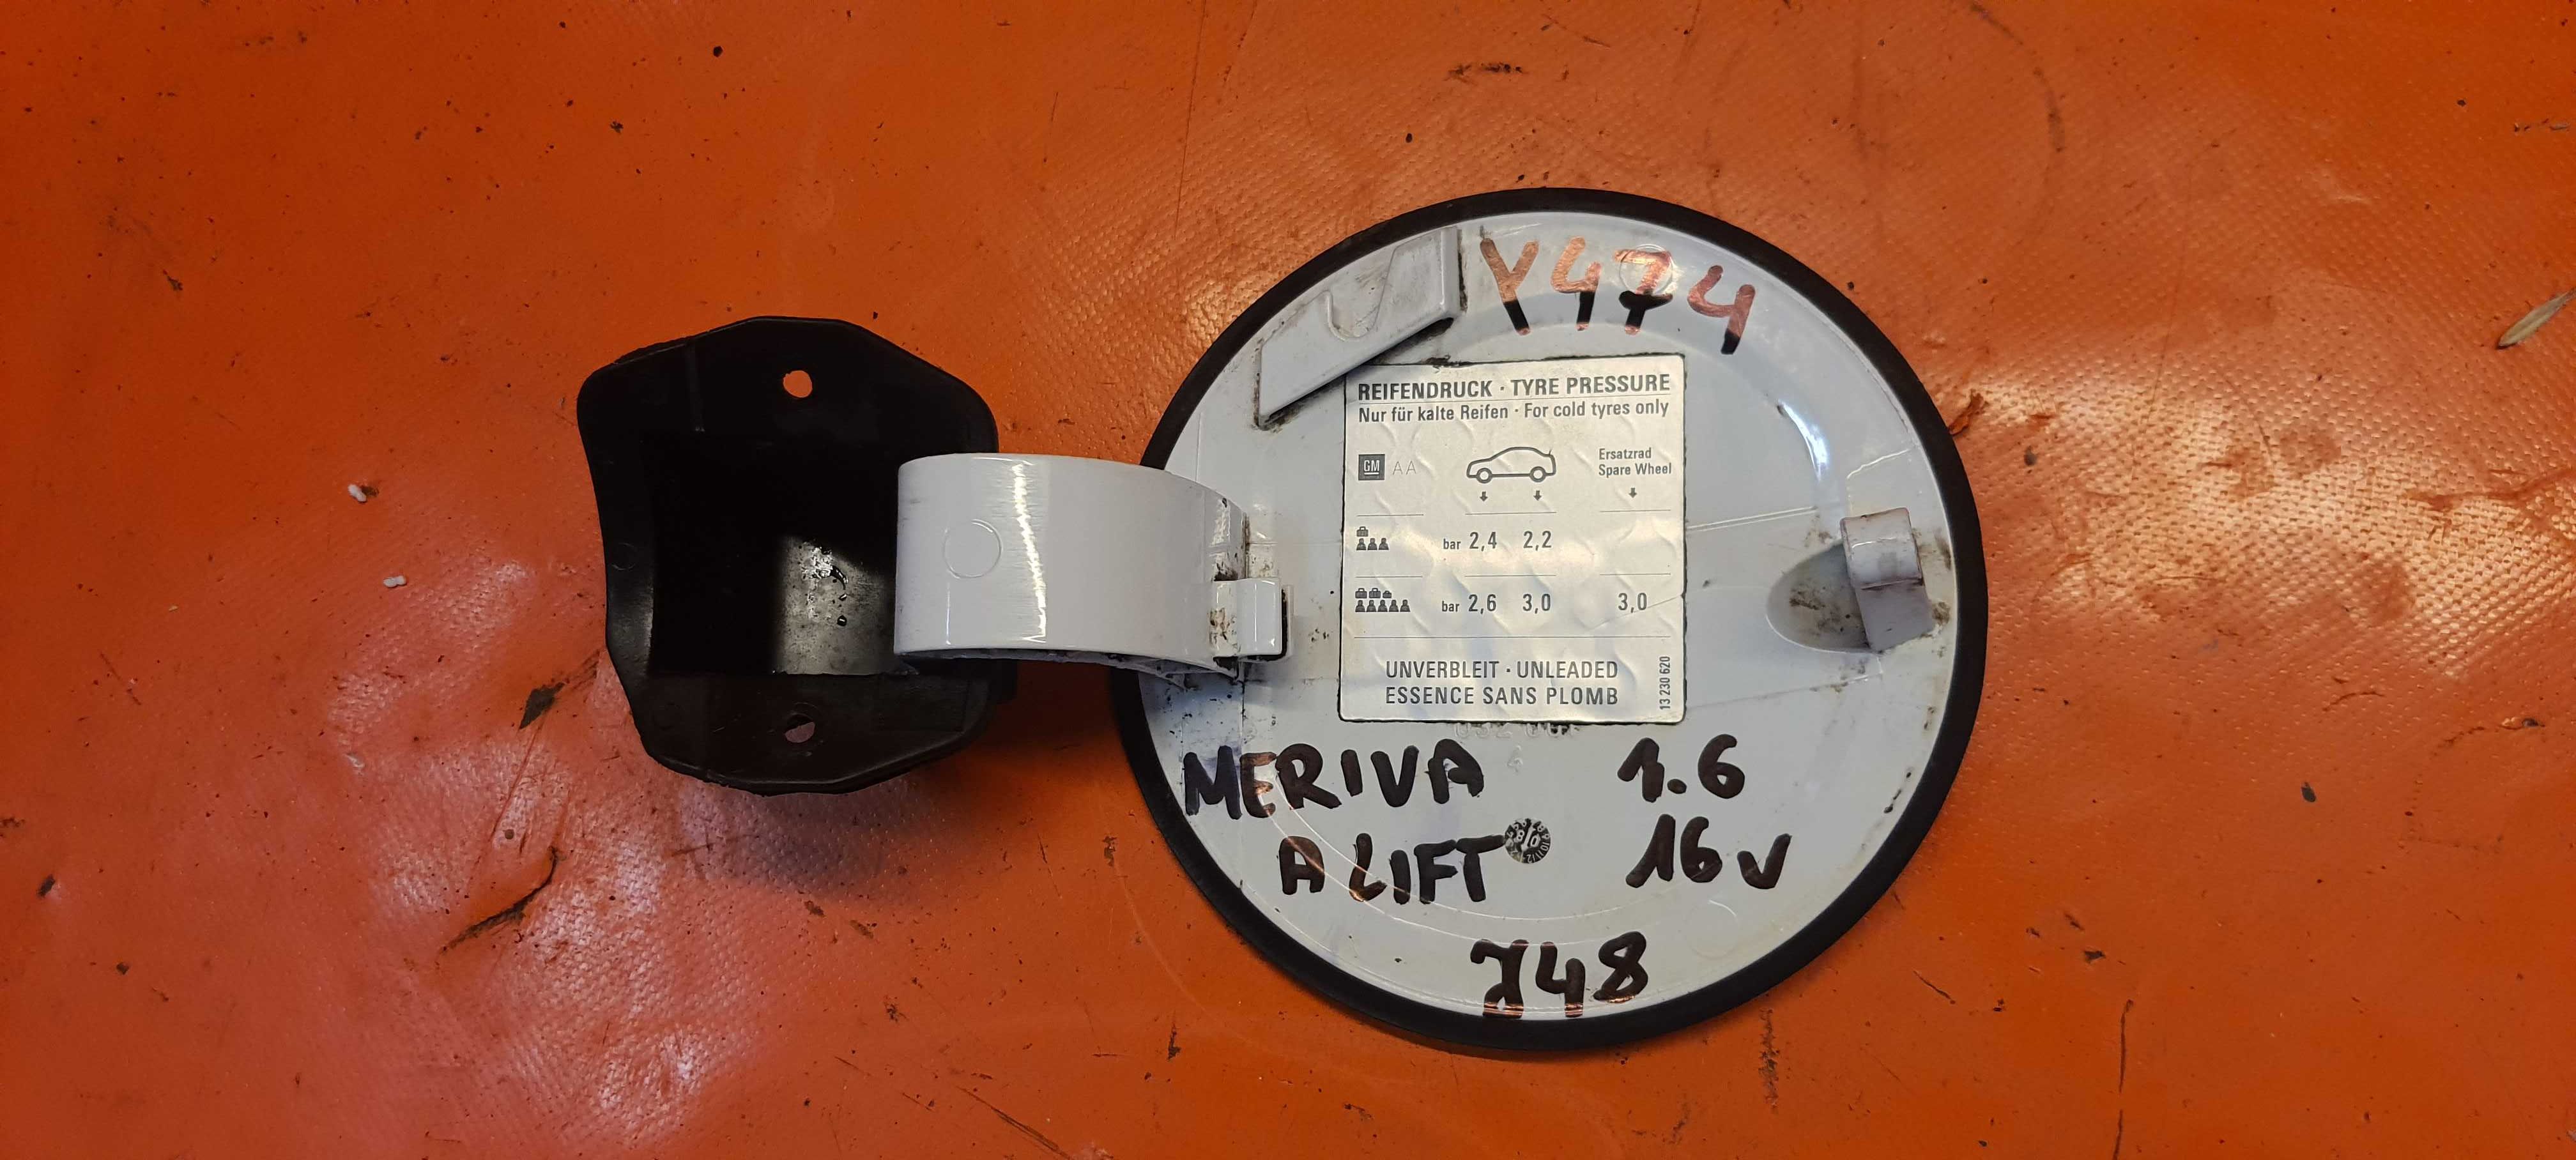 Y474
REIFENDRUCK · TYRE PRESSURE
Nur für kalte Reifen · For cold tyres only
GM AA
Ersatzrad
Spare Wheel
bar 2,4 2,2
bar 2,6 3,0 3,0
UNVERBLEIT · UNLEADED
ESSENCE SANS PLOMB
13 230 620
MERIVA 1.6
A LIFT 16V
748